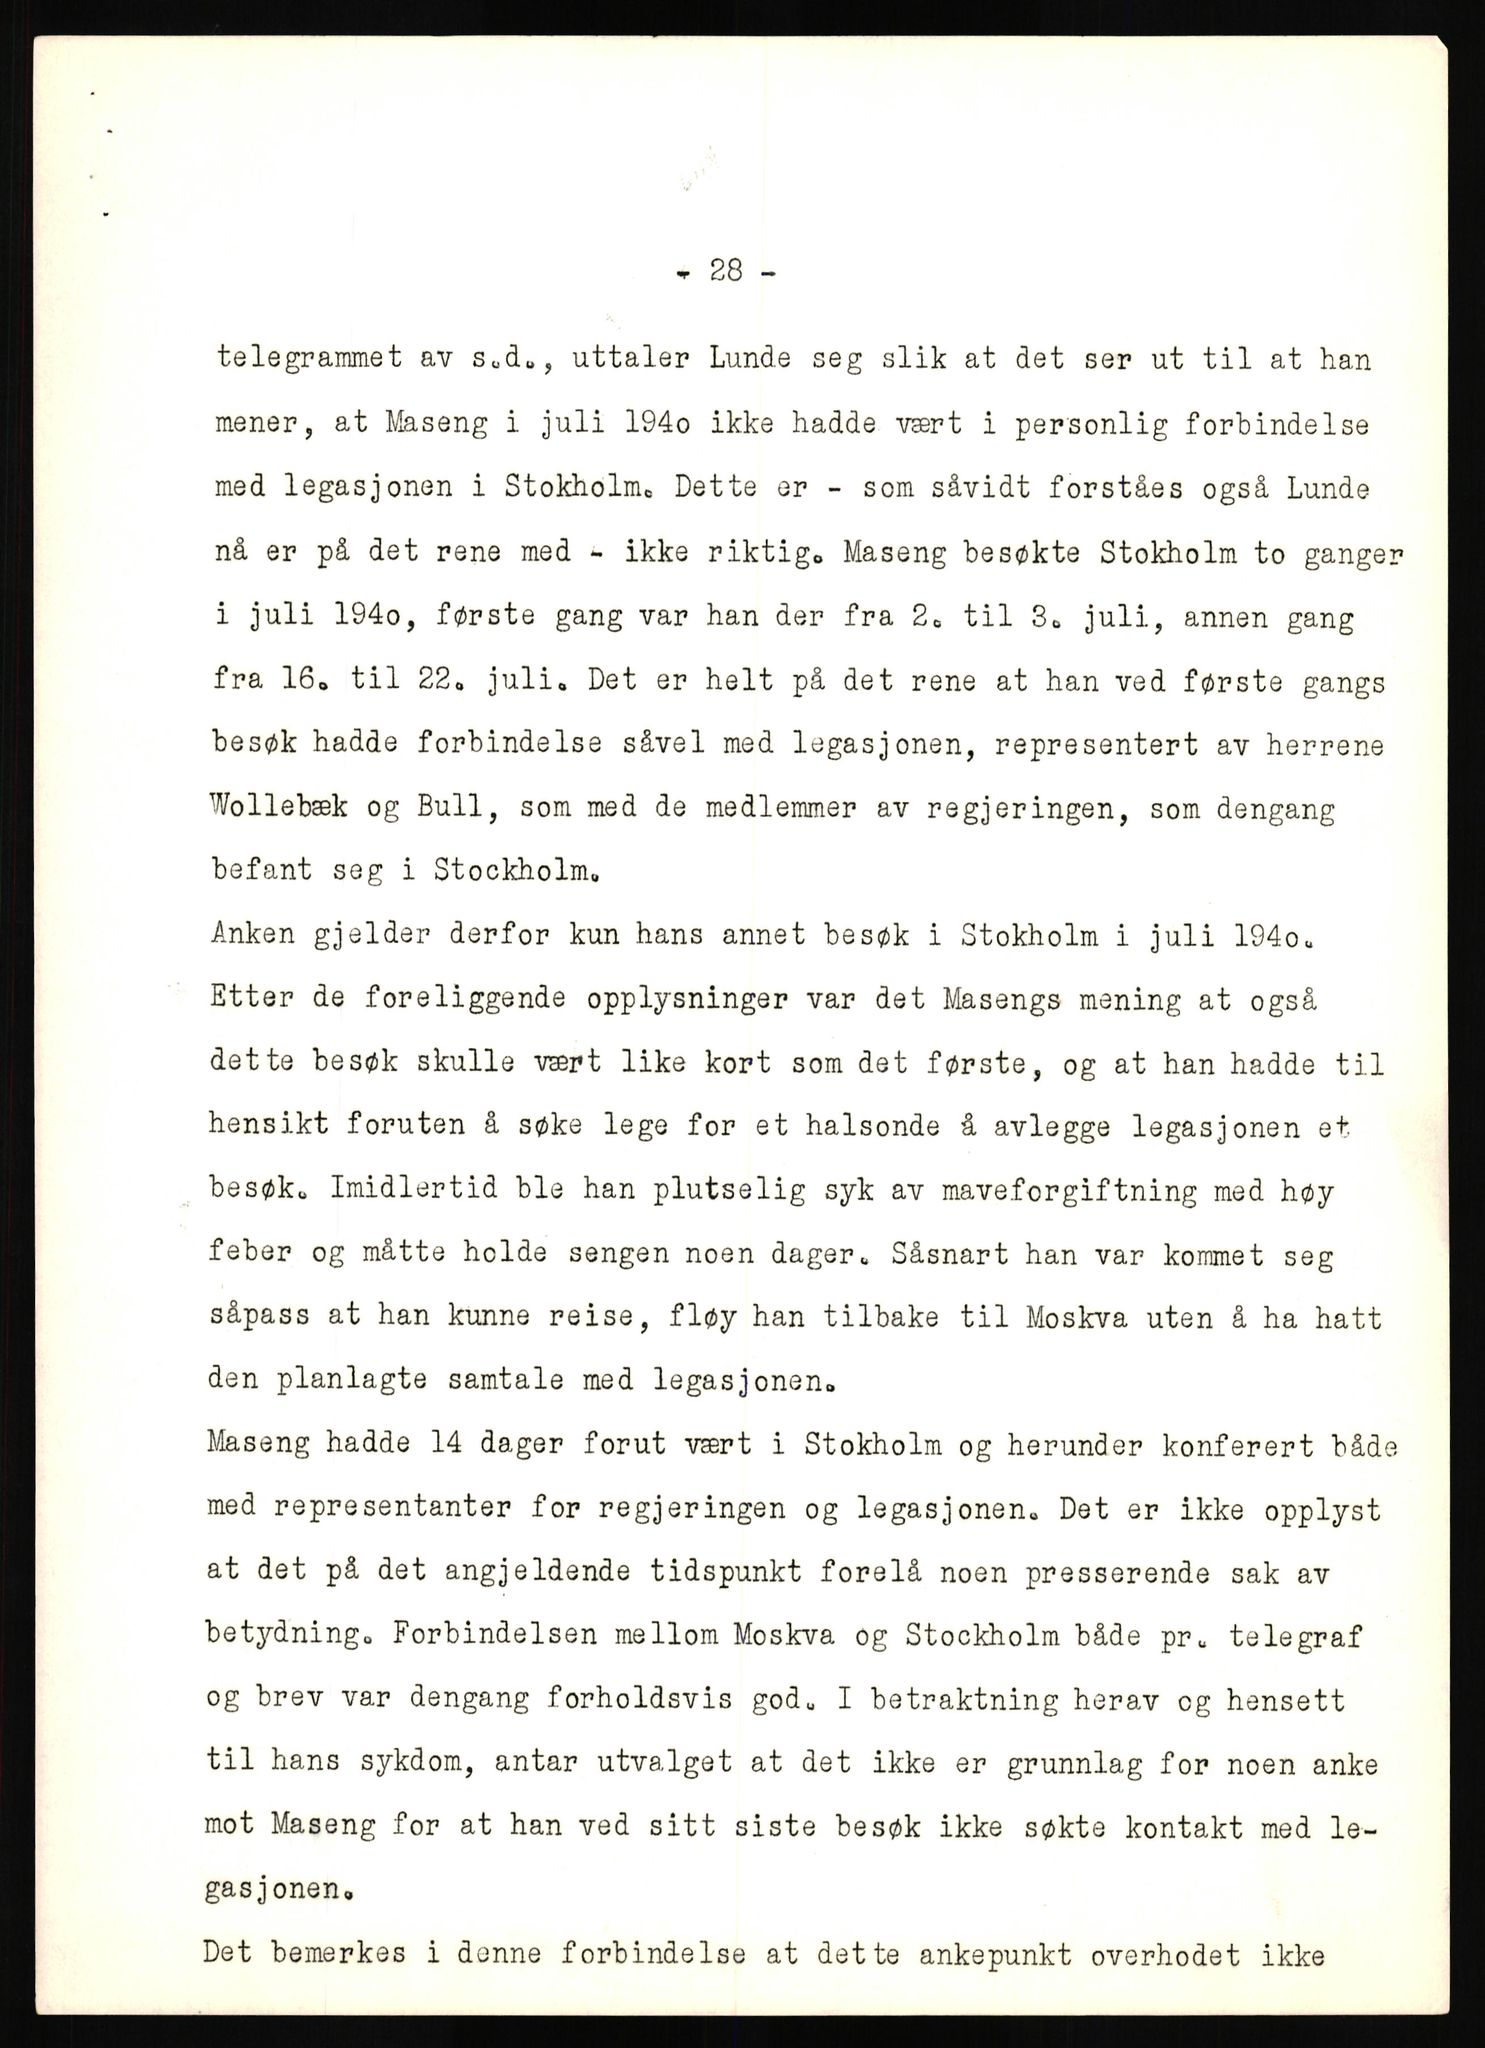 - 28 -
telegrammet av s.d., uttaler Lunde seg slik at det ser ut til at han
mener, at Maseng i juli 194o ikke hadde vært i personlig forbindelse
med legasjonen i Stokholm. Dette er - som såvidt forståes også Lunde
nå er på det rene med - ikke riktig. Maseng besøkte Stokholm to ganger
i juli 194o, første gang var han der fra 2. til 3. juli, annen gang
fra 16. til 22. juli. Det er helt på det rene at han ved første gangs
besøk hadde forbindelse såvel med legasjonen, representert av herrene
Wollebæk og Bull, som med de medlemmer av regjeringen, som dengang
befant seg i Stockholm.
Anken gjelder derfor kun hans annet besøk i Stokholm i juli 194o.
Etter de foreliggende opplysninger var det Masengs mening at også
dette besøk skulle vært like kort som det første, og at han hadde til
hensikt foruten å søke lege for et halsonde å avlegge legasjonen et
besøk. Imidlertid ble han plutselig syk av maveforgiftning med høy
feber og måtte holde sengen noen dager. Såsnart han var kommet seg
såpass at han kunne reise, fløy han tilbake til Moskva uten å ha hatt
den planlagte samtale med legasjonen.
Maseng hadde 14 dager forut vært i Stokholm og herunder konferert både
med representanter for regjeringen og legasjonen. Det er ikke opplyst
at det på det angjeldende tidspunkt forelå noen presserende sak av
betydning. Forbindelsen mellom Moskva og Stockholm både pr. telegraf
og brev var dengang forholdsvis god. I betraktning herav og hensett
til hans sykdom, antar utvalget at det ikke er grunnlag for noen anke
mot Maseng for at han ved sitt siste besøk ikke søkte kontakt med le-
gasjonen.
Det bemerkes i denne forbindelse at dette ankepunkt overhodet ikke